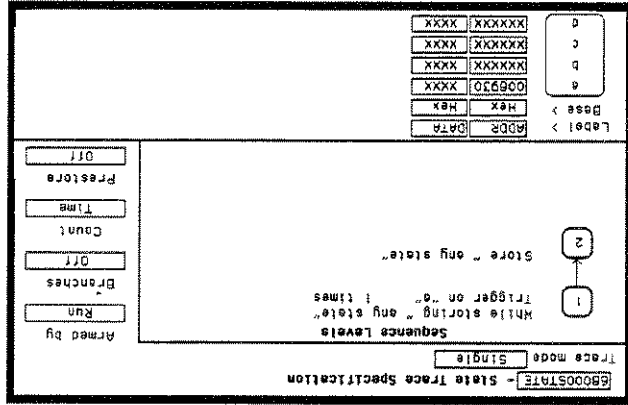 68000STATE - State Trace Specification
Trace mode Single
Sequence Levels
1
While storing " any state"
Trigger on "a" 1 times
2
Store " any state"
Armed by
Run
Branches
Off
Count
Time
Prestore
Off
Label > ADDR DATA
Base > Hex Hex
a 006930 XXXX
b XXXXXX XXXX
c XXXXXX XXXX
d XXXXXX XXXX